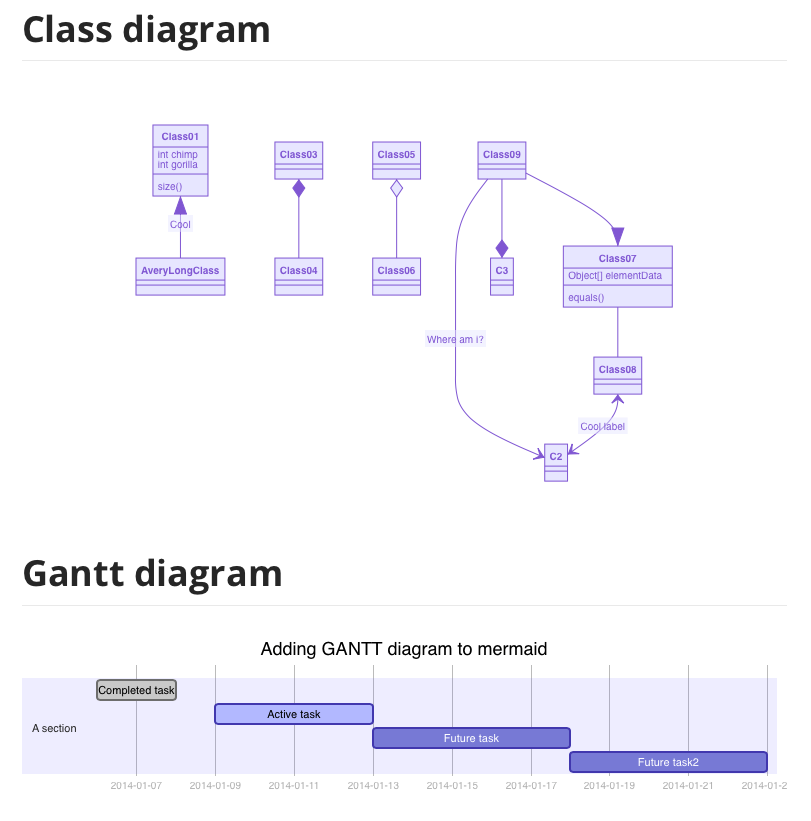 Class diagram
Class01
int chimp
int gorilla
size()
Cool
AveryLongClass
Class03
Class04
Class05
Class06
Class09
C3
Class07
Object[] elementData
equals()
Where am i?
Class08
Cool label
C2
Gantt diagram
Adding GANTT diagram to mermaid
Completed task
Active task
A section
Future task
Future task2
2014-01-07 2014-01-09 2014-01-11 2014-01-13 2014-01-15 2014-01-17 2014-01-19 2014-01-21 2014-01-2